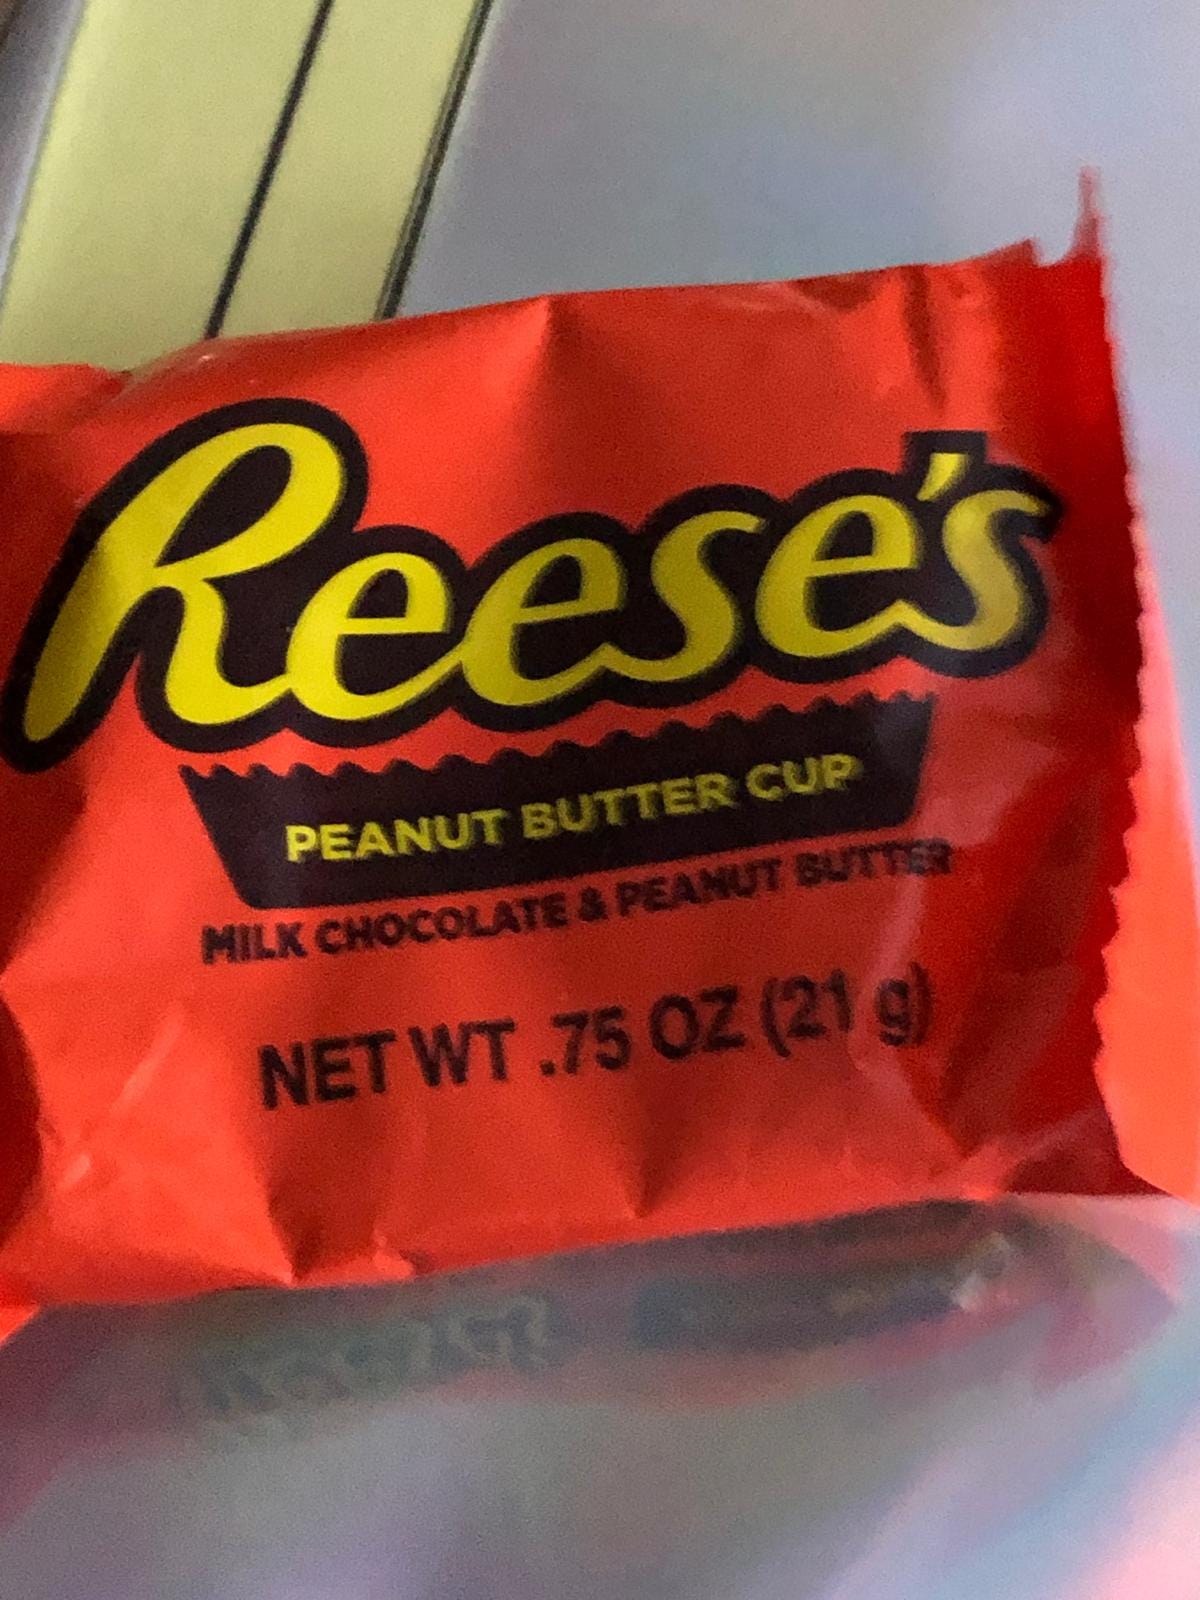 Reese's
PEANUT BUTTER CUP
MILK CHOCOLATE & PEANUT BUTTER
NET WT .75 OZ (21 g)